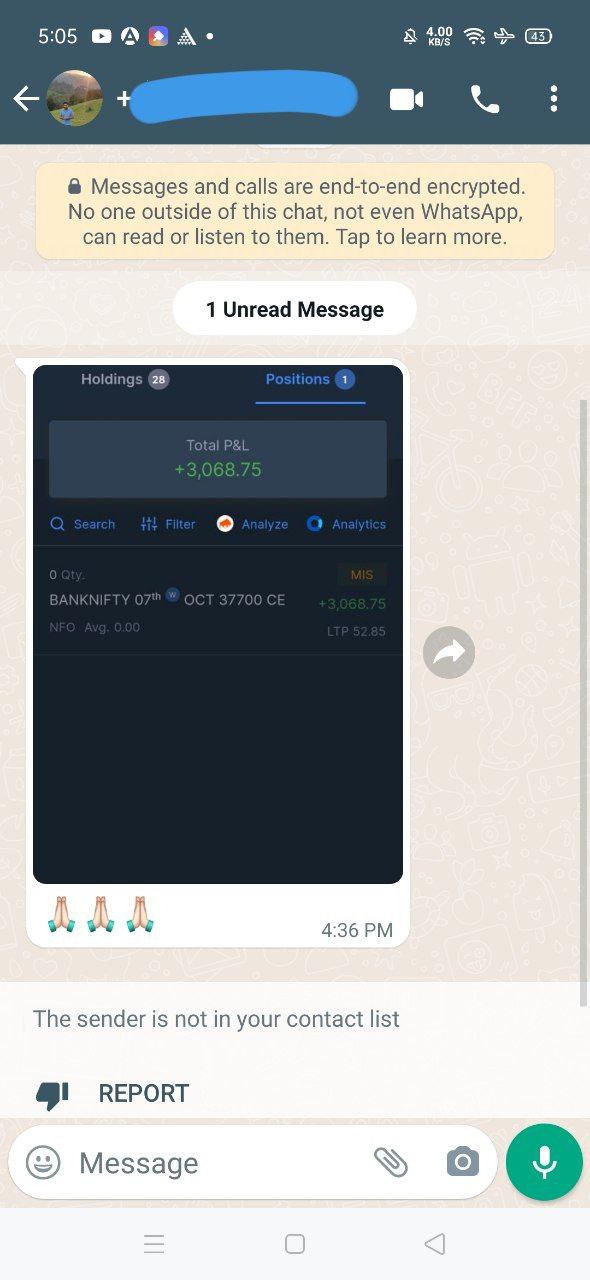 5:05
4.00
KB/S
43
+
Messages and calls are end-to-end encrypted.
No one outside of this chat, not even WhatsApp,
can read or listen to them. Tap to learn more.
1 Unread Message
Holdings 28
Positions 1
Total P&L
+3,068.75
Search
Filter
Analyze
Analytics
0 Qty.
MIS
BANKNIFTY 07th W OCT 37700 CE
+3,068.75
NFO Avg. 0.00
LTP 52.85
🙏🏻🙏🏻🙏🏻
4:36 PM
The sender is not in your contact list
REPORT
Message